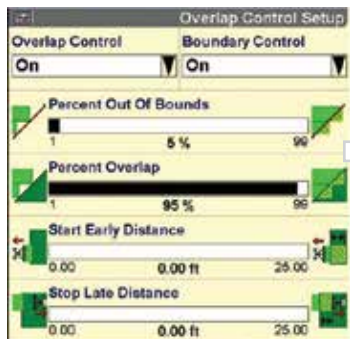 Overlap Control Setup
Overlap Control Boundary Control
On On
Percent Out Of Bounds
1 5 % 99
Percent Overlap
1 95 % 99
Start Early Distance
0.00 0.00 ft 25.00
Stop Late Distance
0.00 0.00 ft 25.00